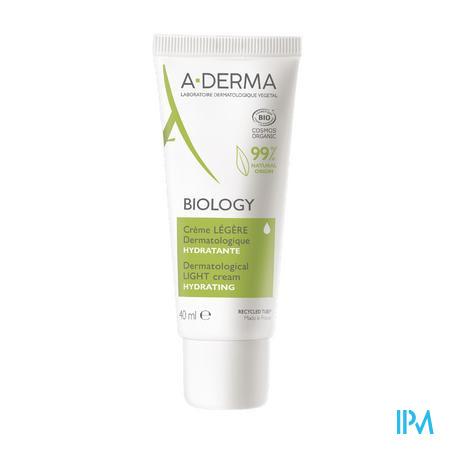 A·DERMA
LABORATOIRE DERMATOLOGIQUE VÉGÉTAL
BIO
COSMOS
ORGANIC
99%
NATURAL
ORIGIN
BIOLOGY
Crème LÉGÈRE
Dermatologique
HYDRATANTE
Dermatological
LIGHT cream
HYDRATING
40 ml e
RECYCLED TUBE*
Made in France
IPM